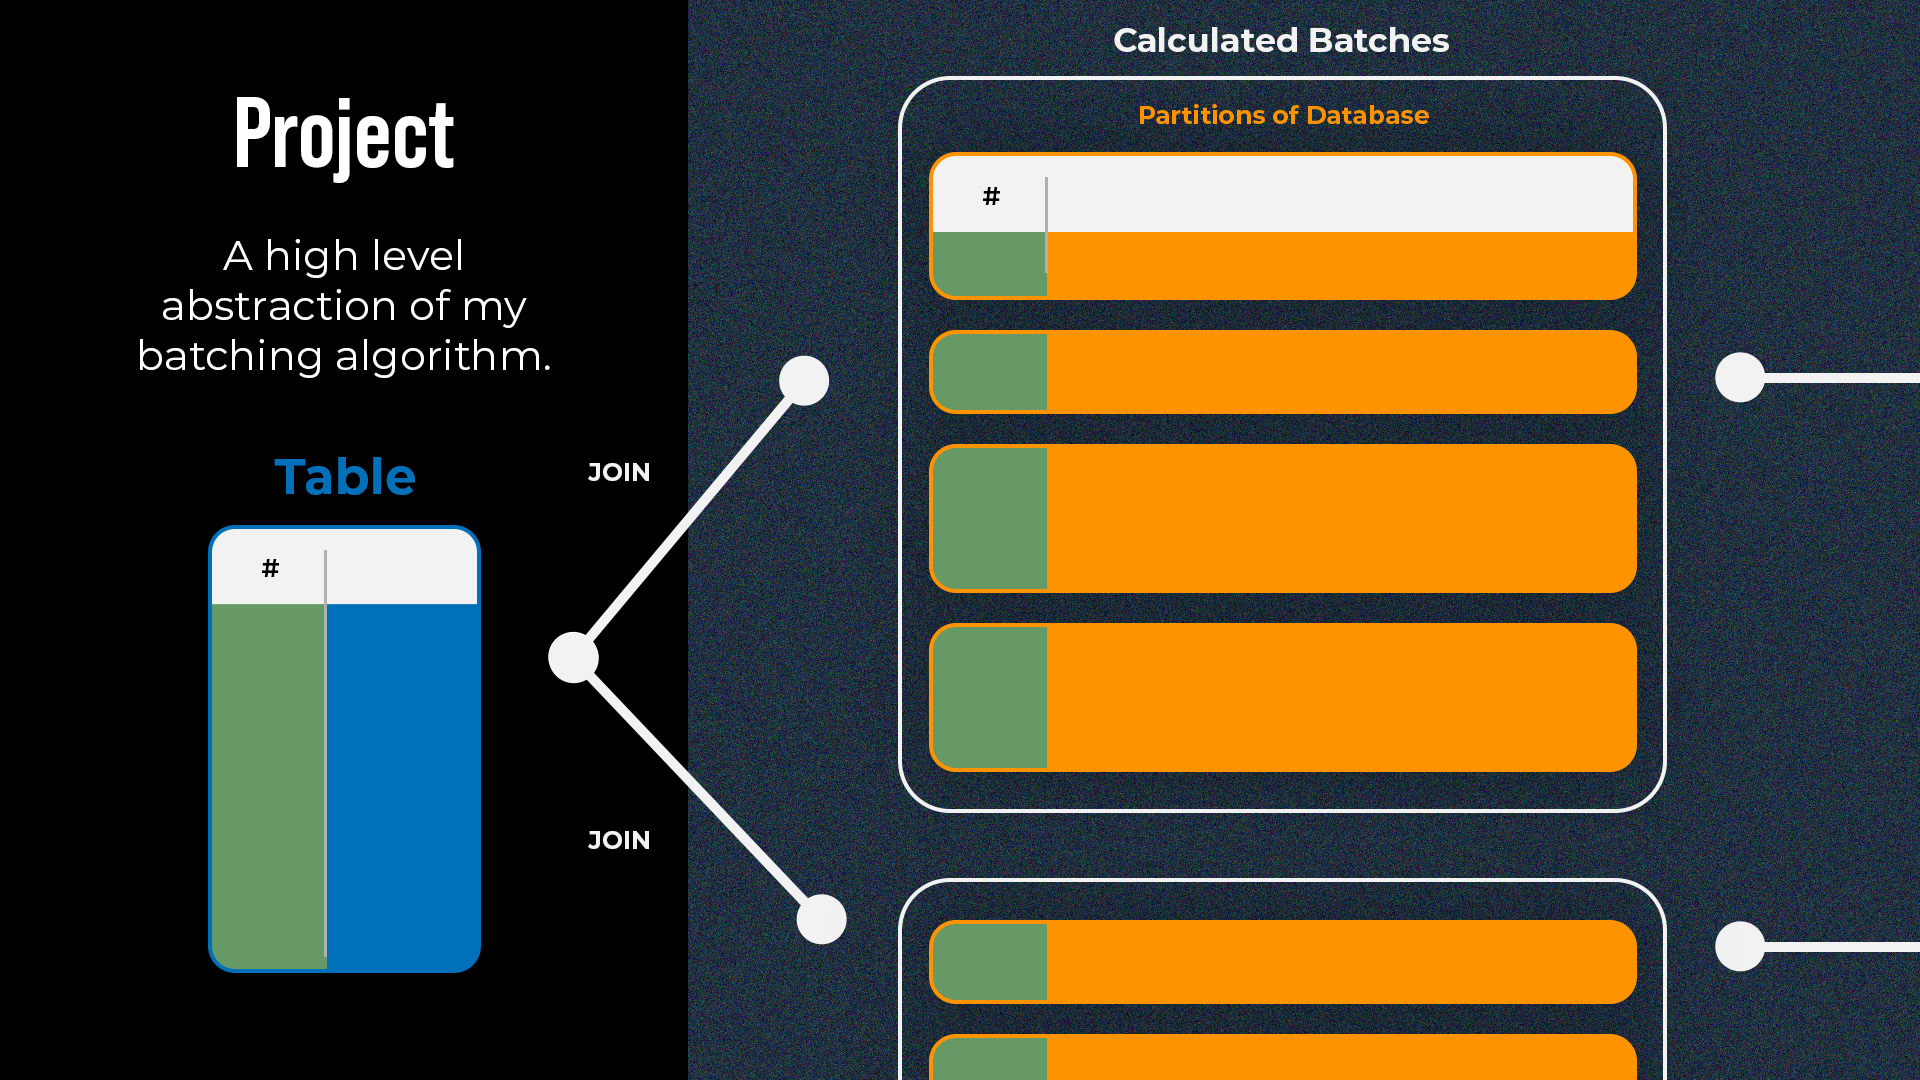 Project
A high level
abstraction of my
batching algorithm.
Table
#
JOIN
JOIN
Calculated Batches
Partitions of Database
#